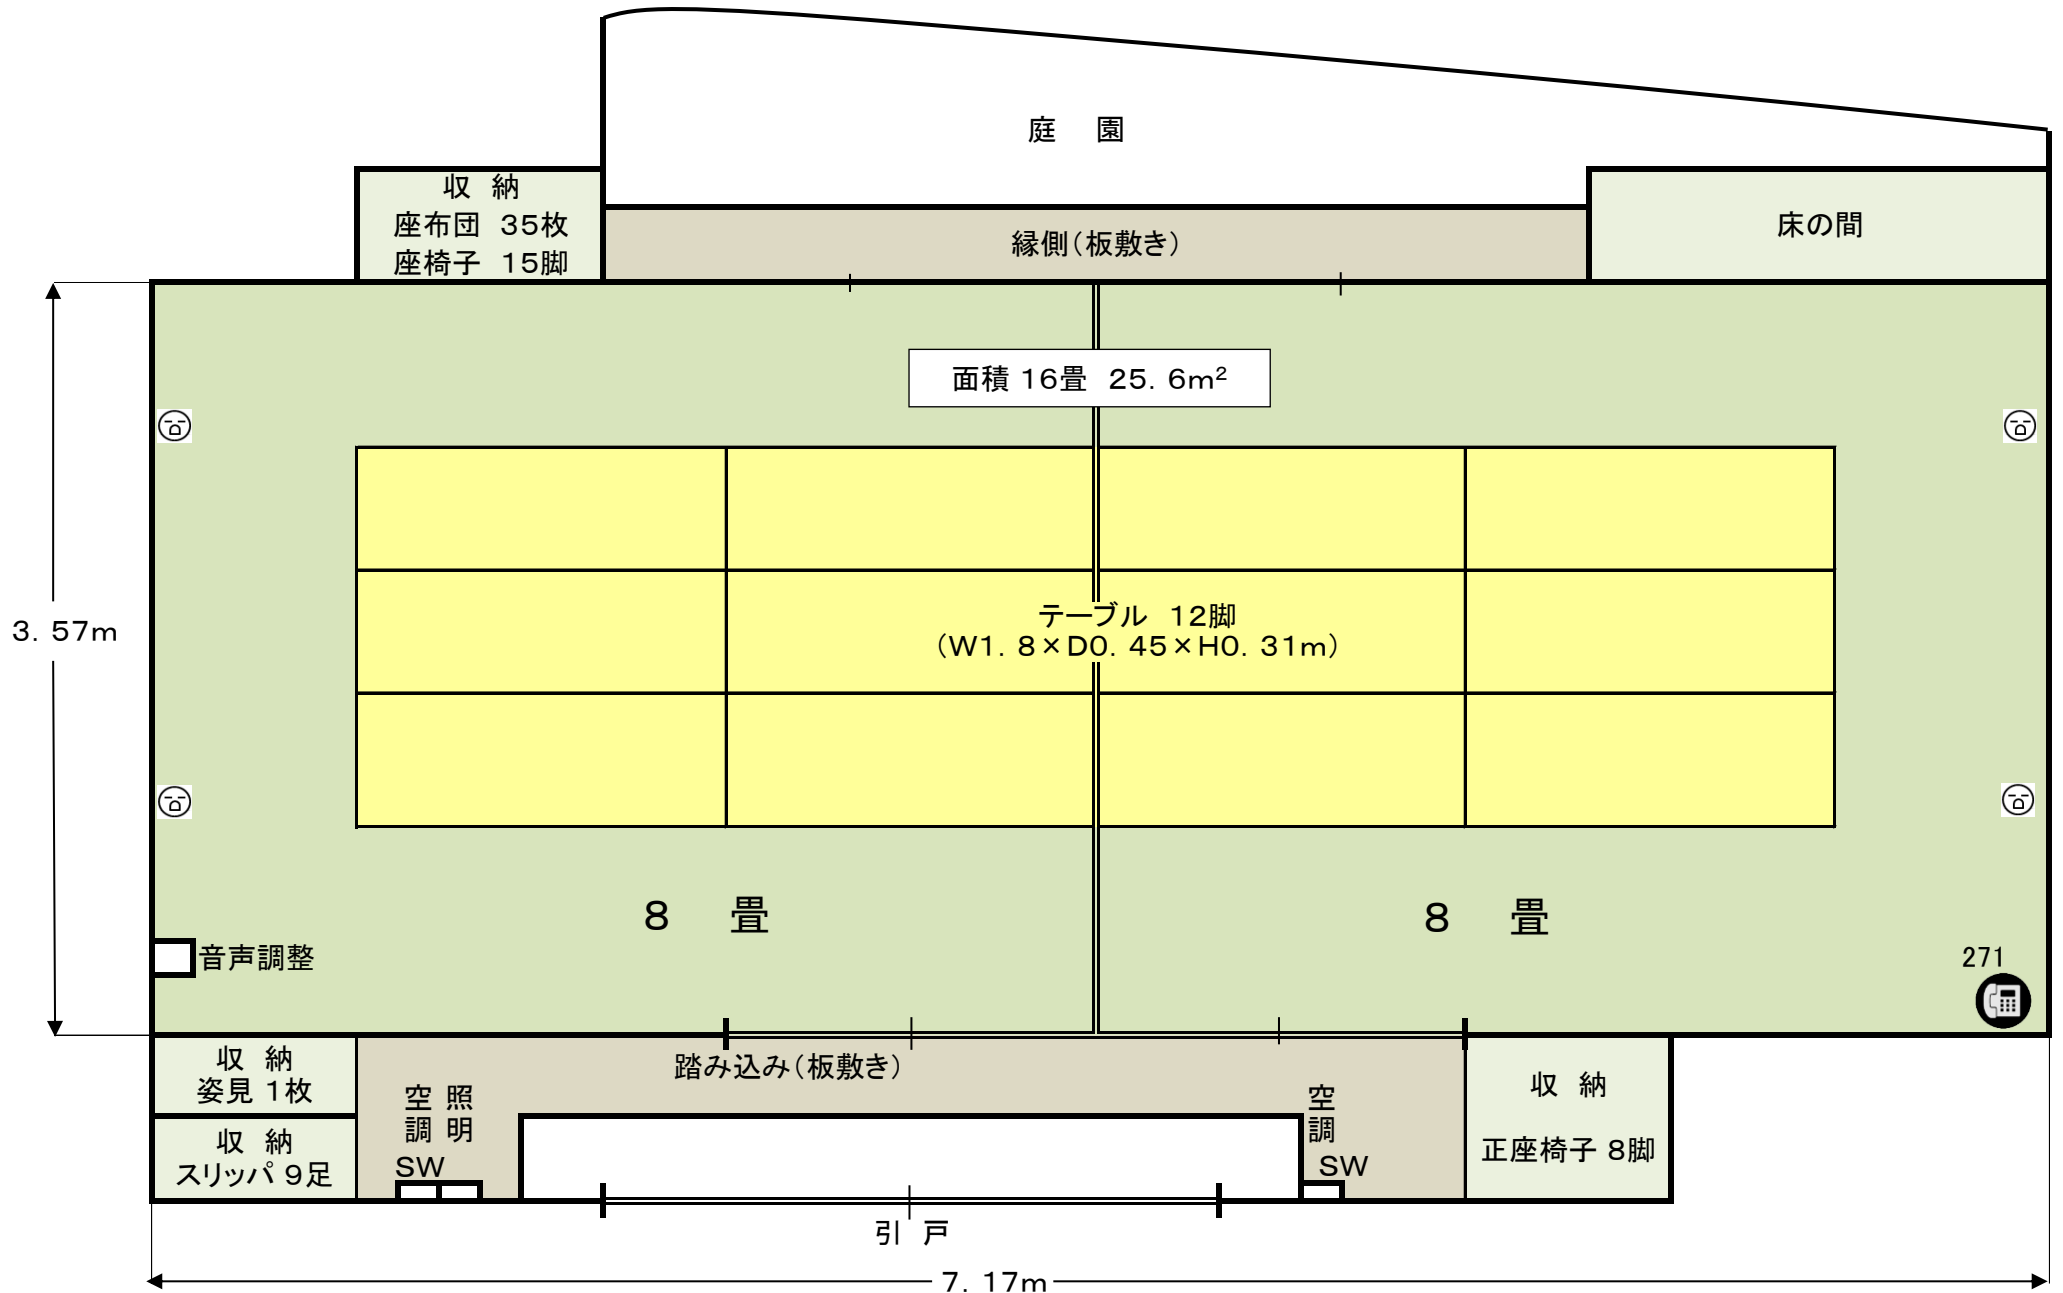 庭　園
収　納
座布団　35枚
座椅子　15脚
縁側（板敷き）
床の間
面積 16畳　25．6m²
3．57m
テーブル　12脚
（W1．8×D0．45×H0．31m）
8　畳
8　畳
音声調整
271
収　納
姿見 1枚
収　納
スリッパ 9足
踏み込み（板敷き）
空調
照明
SW
空調
SW
収　納
正座椅子 8脚
引　戸
7．17m